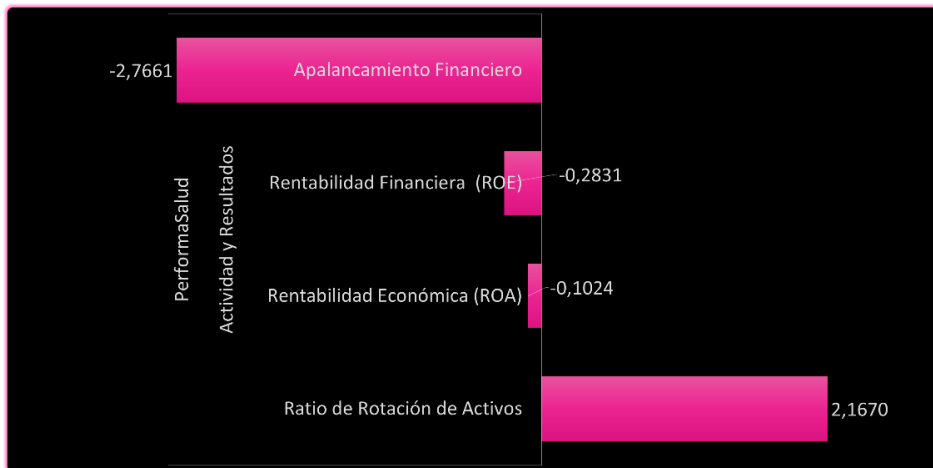 -2,7661
Apalancamiento Financiero
Rentabilidad Financiera (ROE)
-0,2831
Rentabilidad Económica (ROA)
-0,1024
Ratio de Rotación de Activos
2,1670
PerformaSalud
Actividad y Resultados